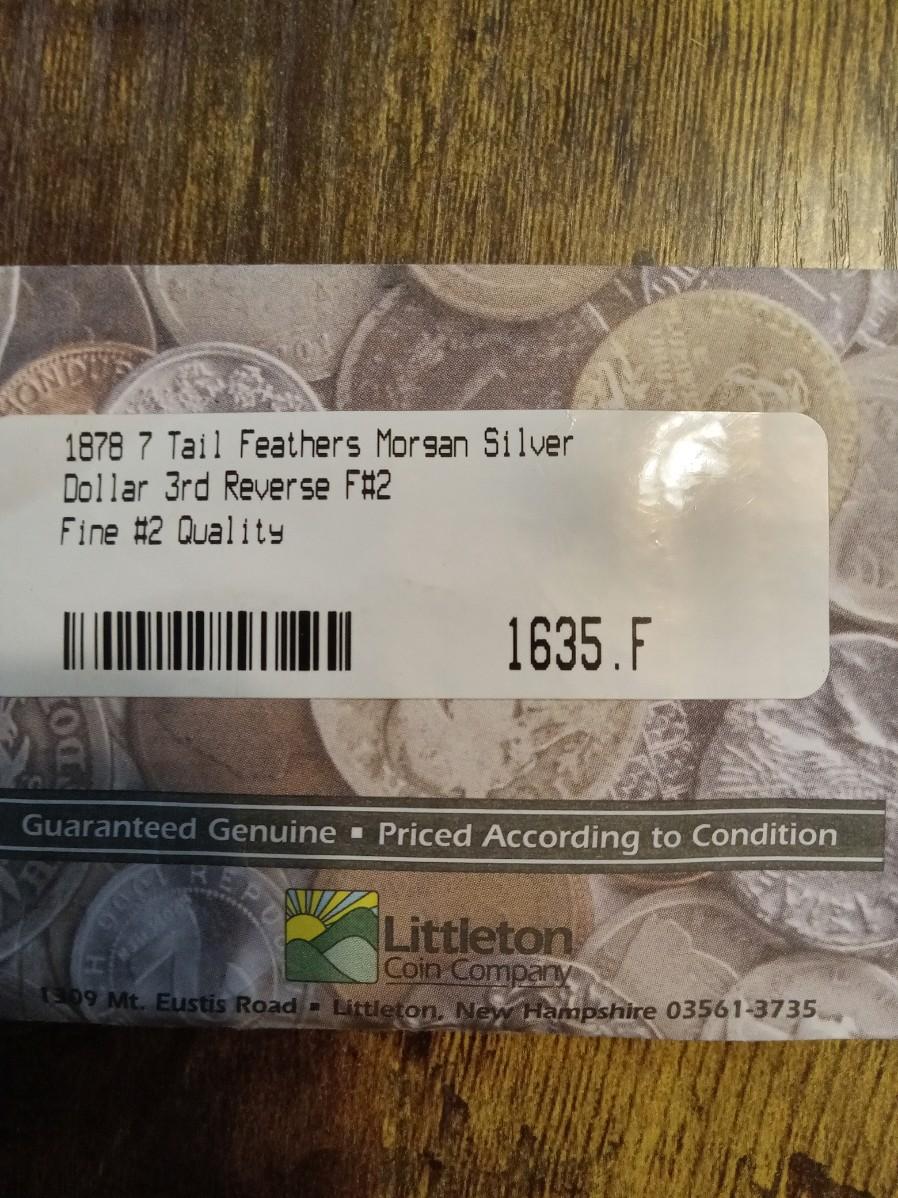 1878 7 Tail Feathers Morgan Silver
Dollar 3rd Reverse F#2
Fine #2 Quality
1635.F
Guaranteed Genuine ▪ Priced According to Condition
Littleton
Coin Company
1309 Mt. Eustis Road ▪ Littleton, New Hampshire 03561-3735